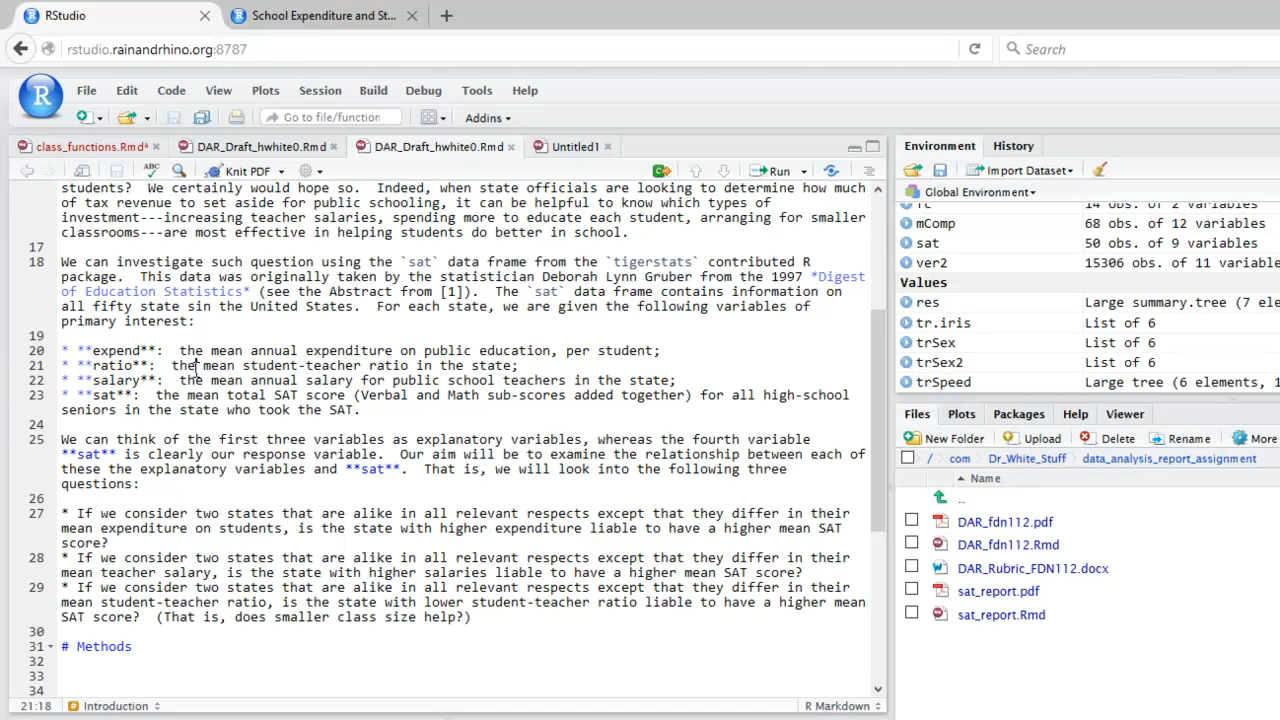 RStudio
School Expenditure and St...
rstudio.rainandrhino.org:8787
Search
R
File Edit Code View Plots Session Build Debug Tools Help
Go to file/function
Addins
class_functions.Rmd*
DAR_Draft_hwhite0.Rmd
DAR_Draft_hwhite0.Rmd
Untitled1
ABC
Knit PDF
Run
students?  We certainly would hope so.  Indeed, when state officials are looking to determine how much
of tax revenue to set aside for public schooling, it can be helpful to know which types of
investment---increasing teacher salaries, spending more to educate each student, arranging for smaller
classrooms---are most effective in helping students do better in school.
17
18 We can investigate such question using the `sat` data frame from the `tigerstats` contributed R
package.  This data was originally taken by the statistician Deborah Lynn Gruber from the 1997 *Digest
of Education Statistics* (see the Abstract from [1]).  The `sat` data frame contains information on
all fifty state sin the United States.  For each state, we are given the following variables of
primary interest:
19
20 * **expend**:  the mean annual expenditure on public education, per student;
21 * **ratio**:  the mean student-teacher ratio in the state;
22 * **salary**:  the mean annual salary for public school teachers in the state;
23 * **sat**:  the mean total SAT score (Verbal and Math sub-scores added together) for all high-school
seniors in the state who took the SAT.
24
25 We can think of the first three variables as explnatory variables, whereas the fourth variable
**sat** is clearly our response variable.  Our aim will be to examine the relationship between each of
these the explanatory variables and **sat**.  That is, we will look into the following three
questions:
26
27 * If we consider two states that are alike in all relevant respects except that they differ in their
mean expenditure on students, is the state with higher expenditure liable to have a higher mean SAT
score?
28 * If we consider two states that are alike in all relevant respects except that they differ in their
mean teacher salary, is the state with higher salaries liable to have a higher mean SAT score?
29 * If we consider two states that are alike in all relevant respects except that they differ in their
mean student-teacher ratio, is the state with lower student-teacher ratio liable to have a higher mean
SAT score?  (That is, does smaller class size help?)
30
31 # Methods
32
33
34
21:18
Introduction
R Markdown
Environment
History
Import Dataset
Global Environment
14 obs. of 2 variables
mComp 68 obs. of 12 variables
sat 50 obs. of 9 variables
ver2 15306 obs. of 11 variables
Values
res Large summary.tree (7 el
tr.iris List of 6
trSex List of 6
trSex2 List of 6
trSpeed Large tree (6 elements,
Files Plots Packages Help Viewer
New Folder Upload Delete Rename More
/ com Dr_White_Stuff data_analysis_report_assignment
Name
..
DAR_fdn112.pdf
DAR_fdn112.Rmd
DAR_Rubric_FDN112.docx
sat_report.pdf
sat_report.Rmd